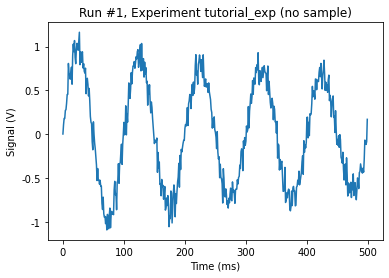 Run #1, Experiment tutorial_exp (no sample)
1
0.5
0
-0.5
-1
Signal (V)
0 100 200 300 400 500
Time (ms)